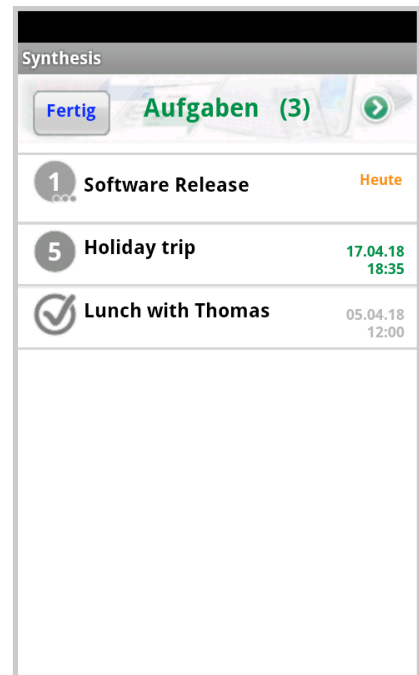 Synthesis
Fertig Aufgaben (3)
1 Software Release Heute
5 Holiday trip 17.04.18
18:35
Lunch with Thomas 05.04.18
12:00